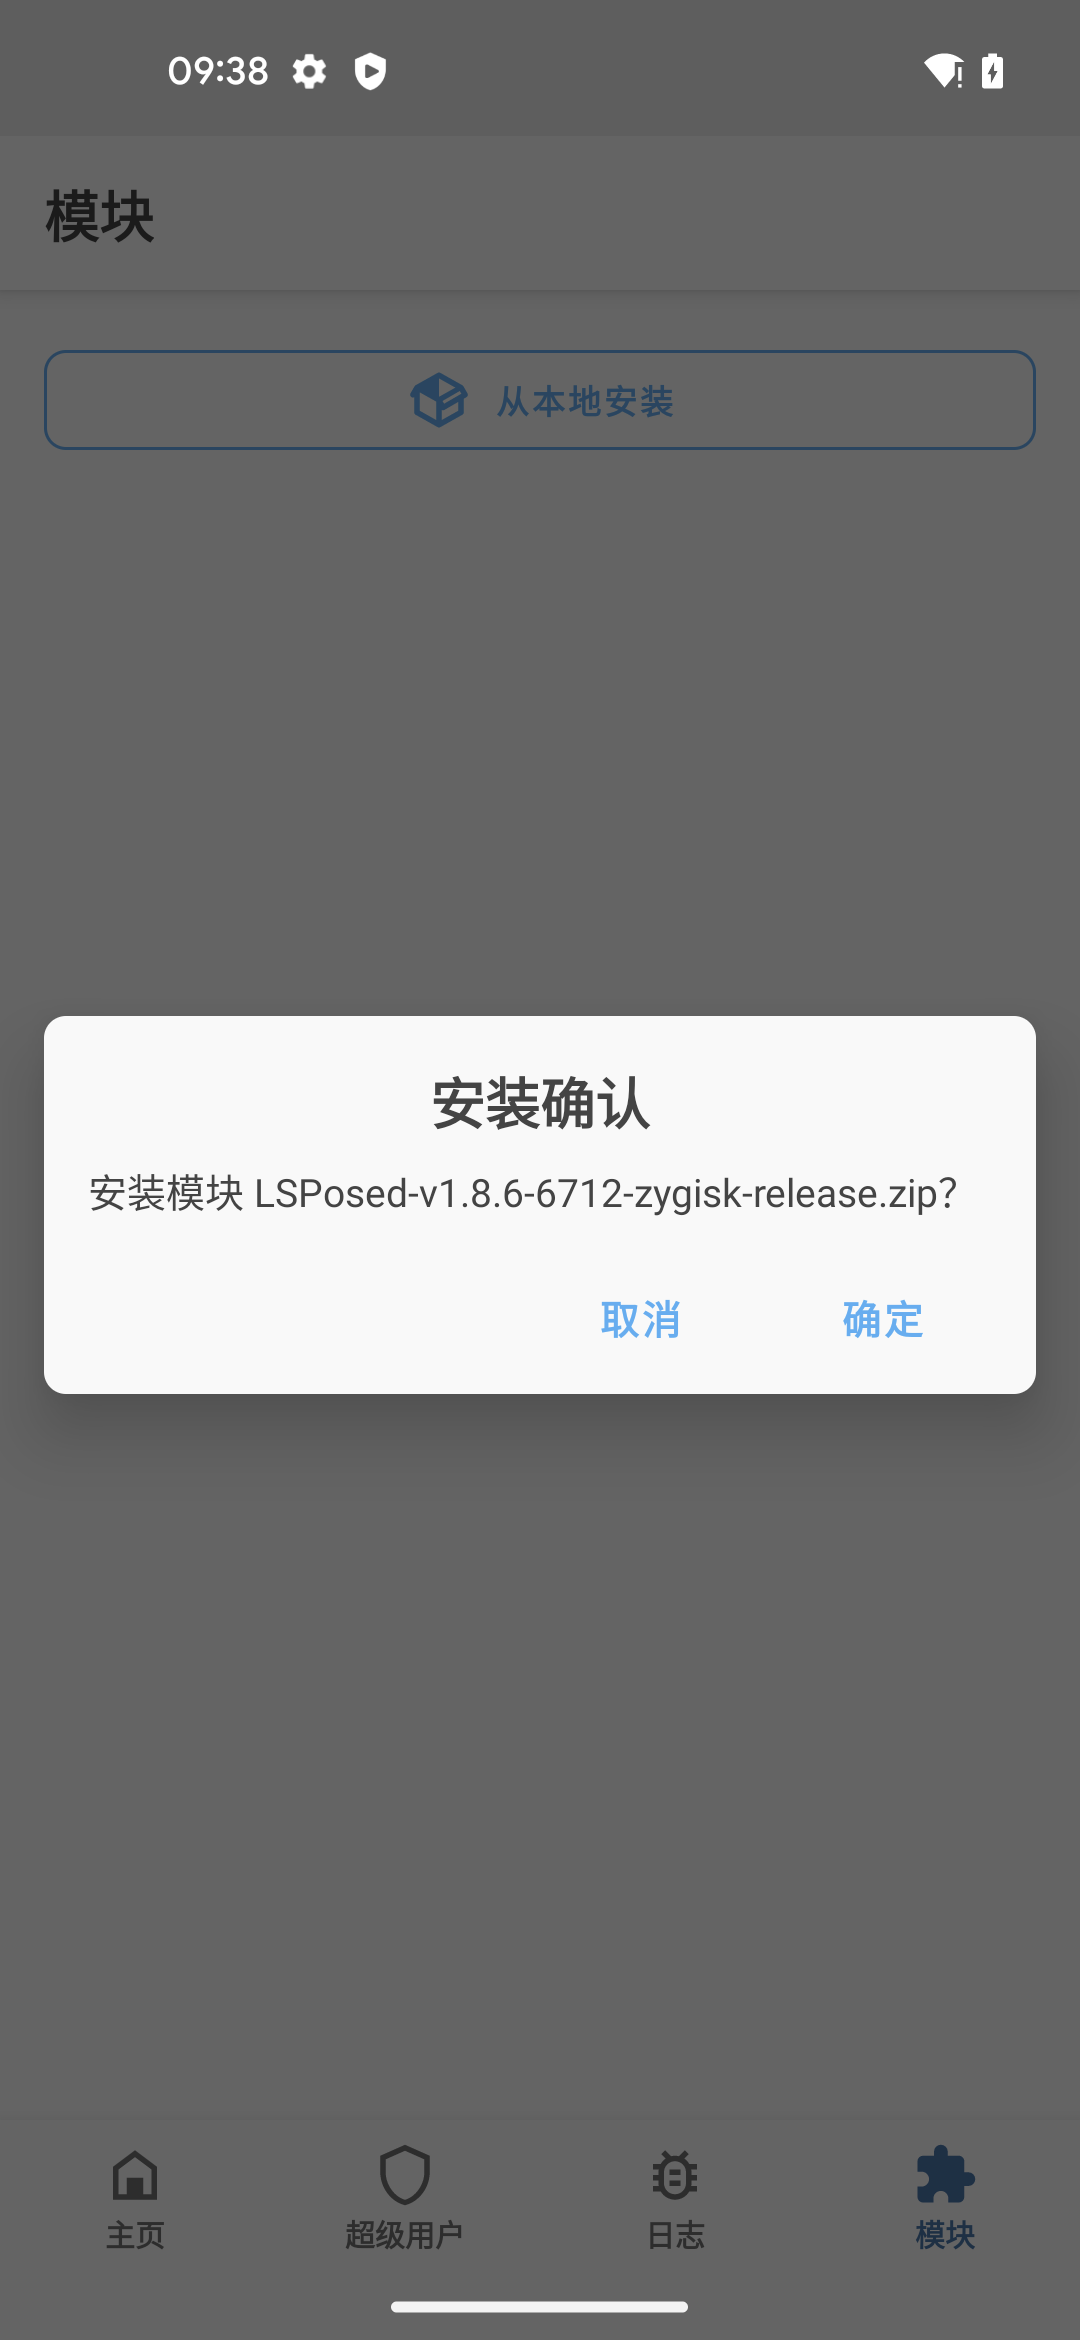 09:38
模块
从本地安装
安装确认
安装模块 LSPosed-v1.8.6-6712-zygisk-release.zip？
取消
确定
主页
超级用户
日志
模块